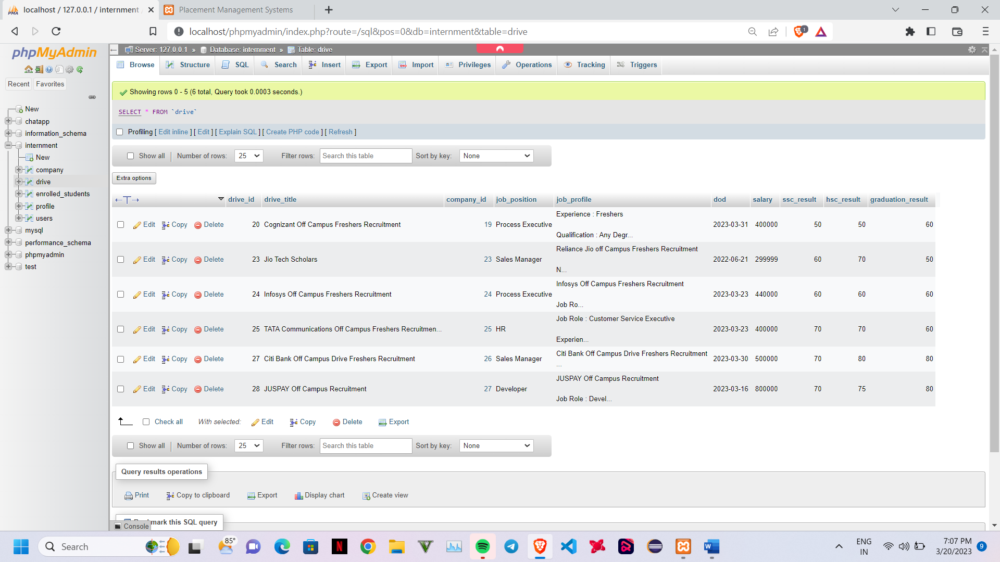 localhost / 127.0.0.1 / internment
Placement Management Systems
localhost/phpmyadmin/index.php?route=/sql&pos=0&db=internment&table=drive
1
phpMyAdmin
Recent Favorites
New
chatapp
information_schema
internment
New
company
drive
enrolled_students
profile
users
mysql
performance_schema
phpmyadmin
test
Server: 127.0.0.1 » Database: internment » Table: drive
Browse Structure SQL Search Insert Export Import Privileges Operations Tracking Triggers
Showing rows 0 - 5 (6 total, Query took 0.0003 seconds.)
SELECT * FROM `drive`
Profiling [ Edit inline ] [ Edit ] [ Explain SQL ] [ Create PHP code ] [ Refresh ]
Show all Number of rows: 25 Filter rows: Search this table Sort by key: None
Extra options
drive_id drive_title company_id job_position job_profile dod salary ssc_result hsc_result graduation_result
Experience : Freshers
Edit Copy Delete 20 Cognizant Off Campus Freshers Recruitment 19 Process Executive 2023-03-31 400000 50 50 60
Qualification : Any Degr...
Reliance Jio off Campus Freshers Recruitment
Edit Copy Delete 23 Jio Tech Scholars 23 Sales Manager 2022-06-21 299999 60 70 50
N...
Infosys Off Campus Freshers Recruitment
Edit Copy Delete 24 Infosys Off Campus Freshers Recruitment 24 Process Executive 2023-03-23 440000 60 60 60
Job Ro...
Job Role : Customer Service Executive
Edit Copy Delete 25 TATA Communications Off Campus Freshers Recruitmen... 25 HR 2023-03-23 400000 70 70 60
Experien...
Citi Bank Off Campus Drive Freshers Recruitment
Edit Copy Delete 27 Citi Bank Off Campus Drive Freshers Recruitment 26 Sales Manager 2023-03-30 500000 70 80 80
...
JUSPAY Off Campus Recruitment
Edit Copy Delete 28 JUSPAY Off Campus Recruitment 27 Developer 2023-03-16 800000 70 75 80
Job Role : Devel...
Check all With selected: Edit Copy Delete Export
Show all Number of rows: 25 Filter rows: Search this table Sort by key: None
Query results operations
Print Copy to clipboard Export Display chart Create view
mark this SQL query
Console
Search
85°
ENG
IN
7:07 PM
3/20/2023
9